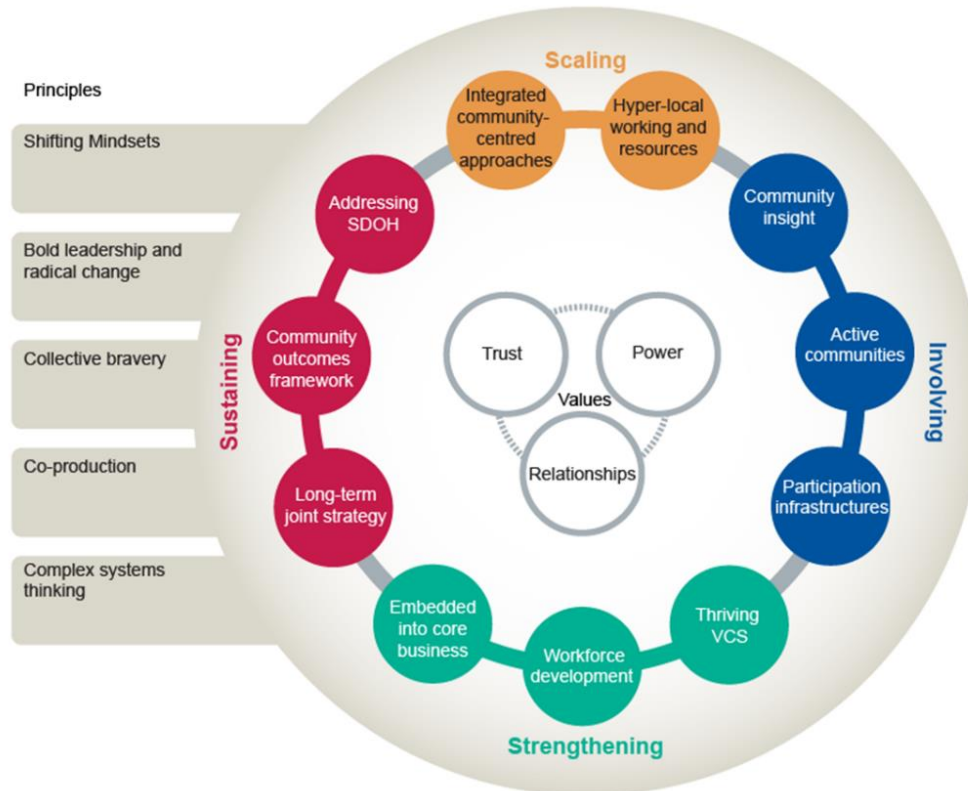 Principles
Shifting Mindsets
Bold leadership and
radical change
Collective bravery
Co-production
Complex systems
thinking
Scaling
Integrated
community-
centred
approaches
Hyper-local
working and
resources
Involving
Community
insight
Active
communities
Participation
infrastructures
Strengthening
Thriving
VCS
Workforce
development
Embedded
into core
business
Sustaining
Long-term
joint strategy
Community
outcomes
framework
Addressing
SDOH
Trust
Power
Values
Relationships